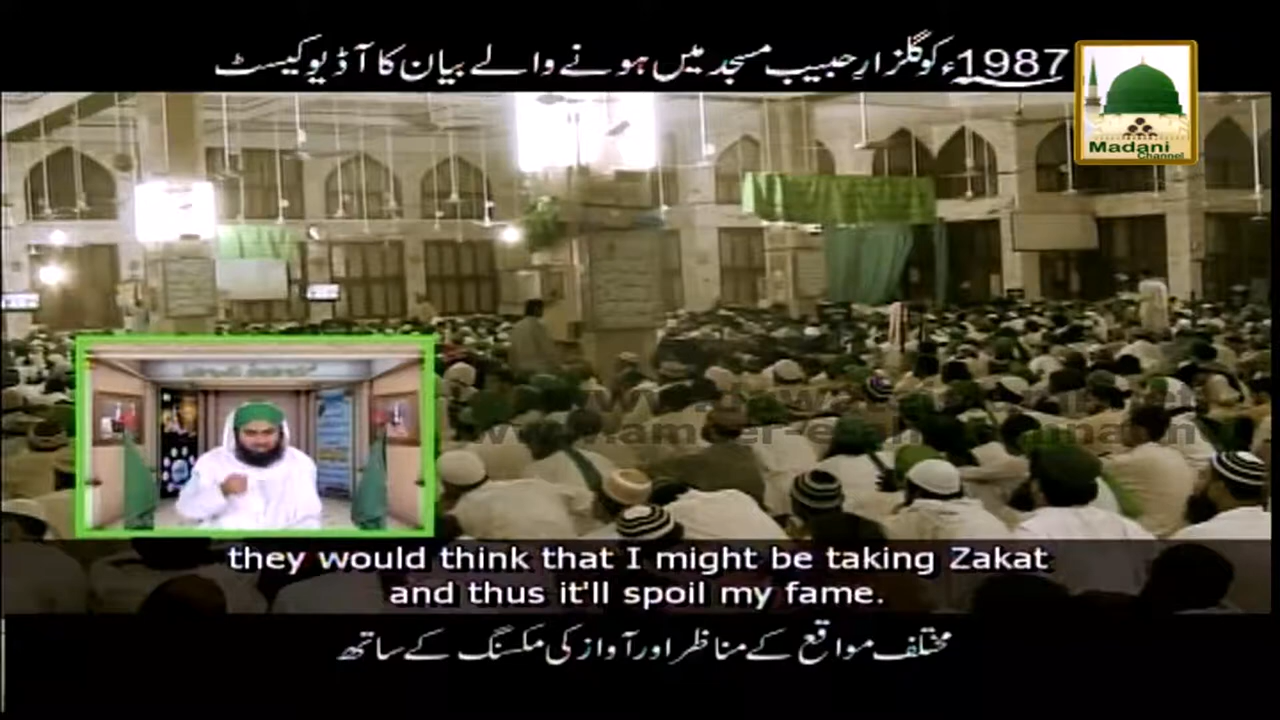 1987ء کو گلزارِ حبیب مسجد میں ہونے والے بیان کا آڈیو کیسٹ
Madani
Channel
they would think that I might be taking Zakat
and thus it'll spoil my fame.
مختلف مواقع کے مناظر اور آواز کی مکسنگ کے ساتھ